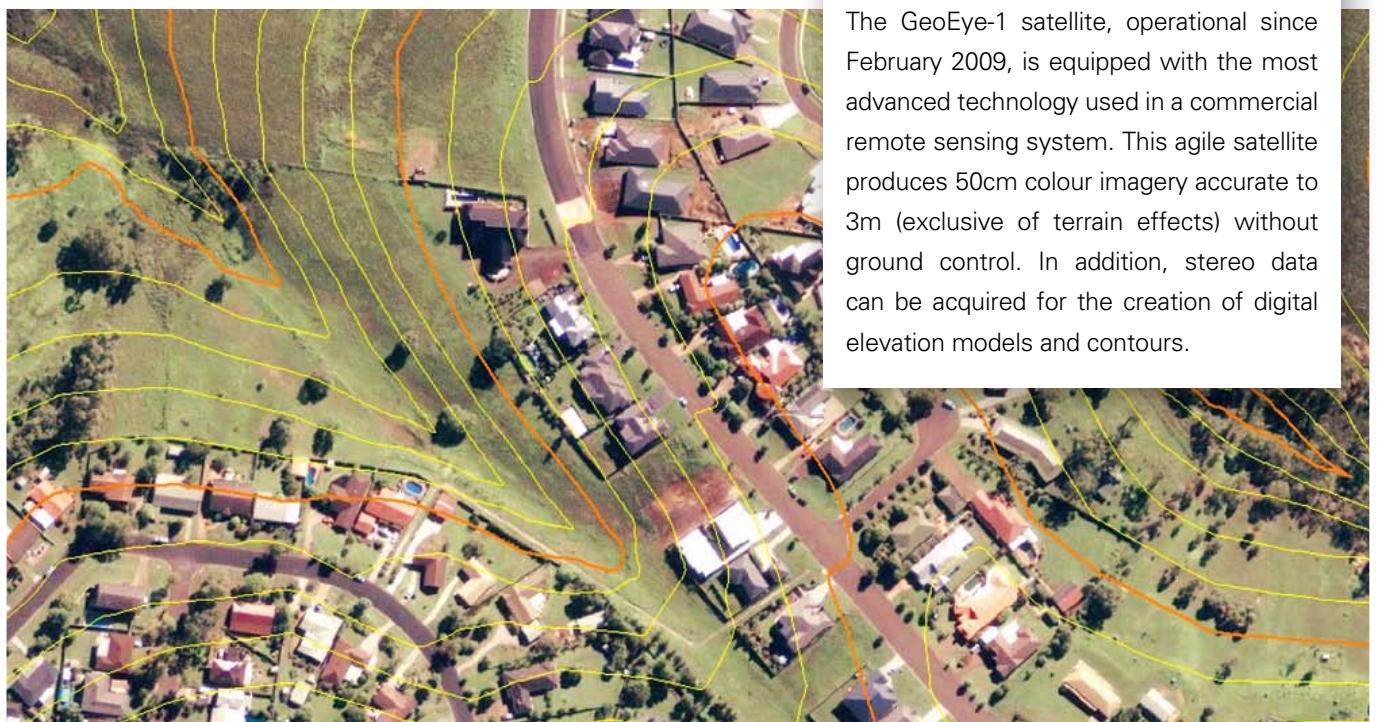 The GeoEye-1 satellite, operational since
February 2009, is equipped with the most
advanced technology used in a commercial
remote sensing system. This agile satellite
produces 50cm colour imagery accurate to
3m (exclusive of terrain effects) without
ground control. In addition, stereo data
can be acquired for the creation of digital
elevation models and contours.